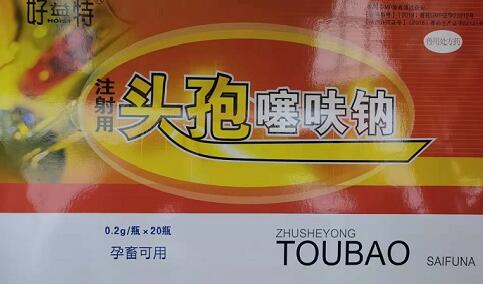 好益特®
兽用处方药
注射用
头孢噻呋钠
0.2g/瓶×20瓶
孕畜可用
ZHUSHEYONG
TOUBAO SAIFUNA